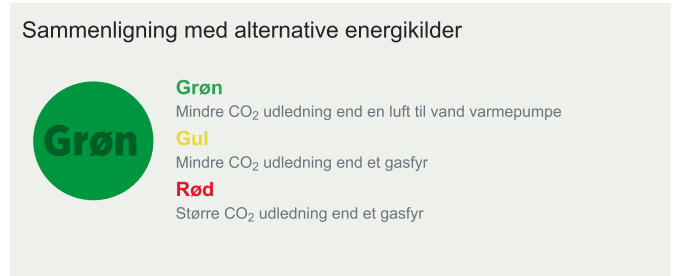 Sammenligning med alternative energikilder
Grøn
Grøn
Mindre CO₂ udledning end en luft til vand varmepumpe
Gul
Mindre CO₂ udledning end et gasfyr
Rød
Større CO₂ udledning end et gasfyr